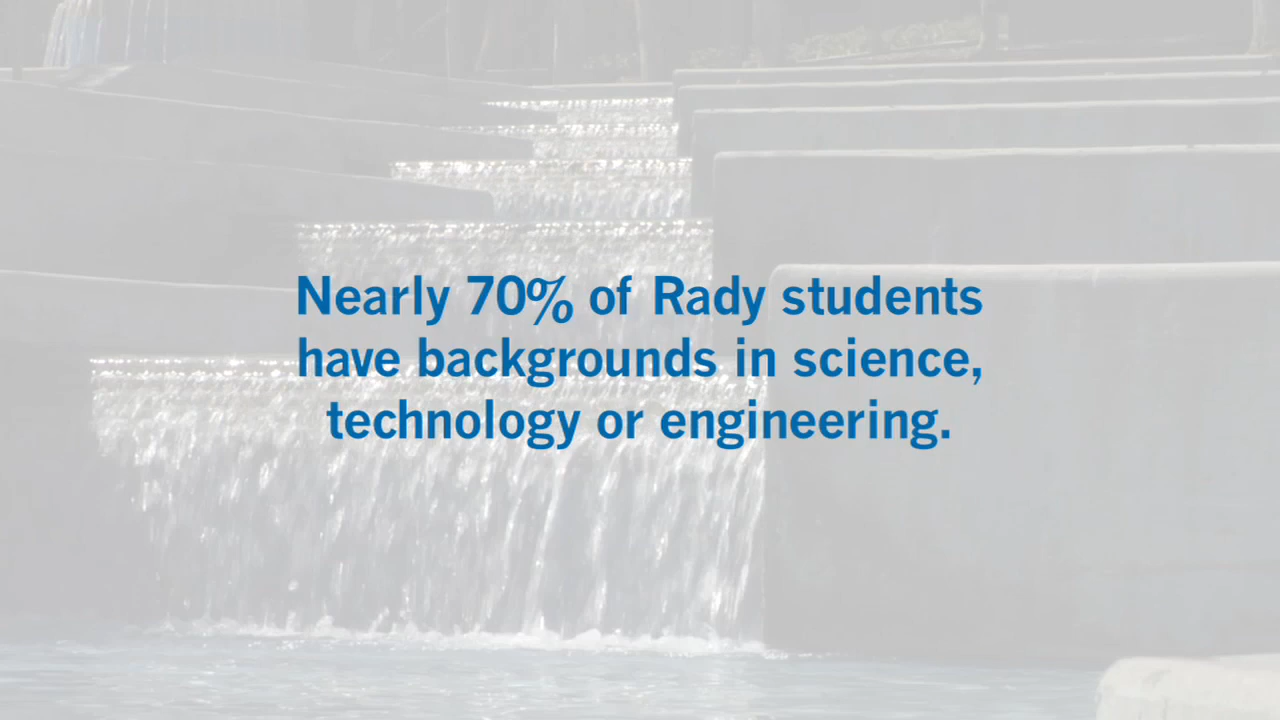 Nearly 70% of Rady students
have backgrounds in science,
technology or engineering.